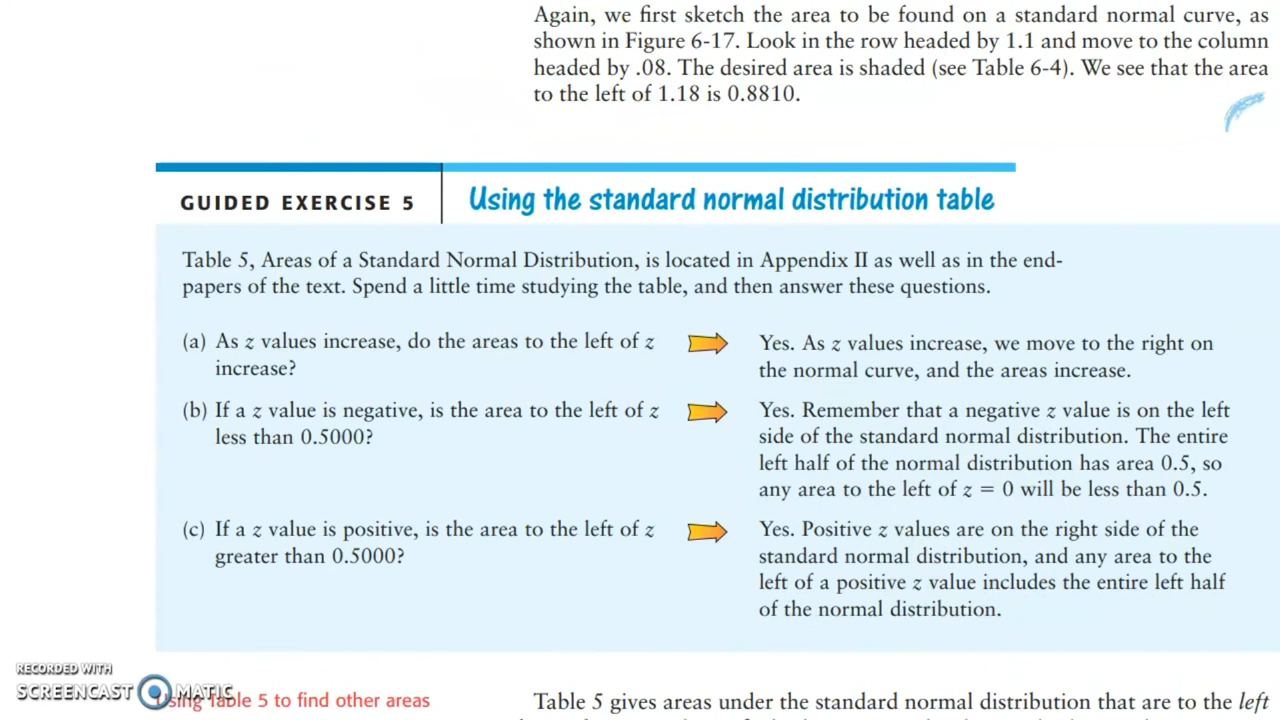 Again, we first sketch the area to be found on a standard normal curve, as
shown in Figure 6-17. Look in the row headed by 1.1 and move to the column
headed by .08. The desired area is shaded (see Table 6-4). We see that the area
to the left of 1.18 is 0.8810.
GUIDED EXERCISE 5
Using the standard normal distribution table
Table 5, Areas of a Standard Normal Distribution, is located in Appendix II as well as in the end-
papers of the text. Spend a little time studying the table, and then answer these questions.
(a) As z values increase, do the areas to the left of z
increase?
Yes. As z values increase, we move to the right on
the normal curve, and the areas increase.
(b) If a z value is negative, is the area to the left of z
less than 0.5000?
Yes. Remember that a negative z value is on the left
side of the standard normal distribution. The entire
left half of the normal distribution has area 0.5, so
any area to the left of z = 0 will be less than 0.5.
(c) If a z value is positive, is the area to the left of z
greater than 0.5000?
Yes. Positive z values are on the right side of the
standard normal distribution, and any area to the
left of a positive z value includes the entire left half
of the normal distribution.
RECORDED WITH
SCREENCAST MATIC
Using Table 5 to find other areas
Table 5 gives areas under the standard normal distribution that are to the left